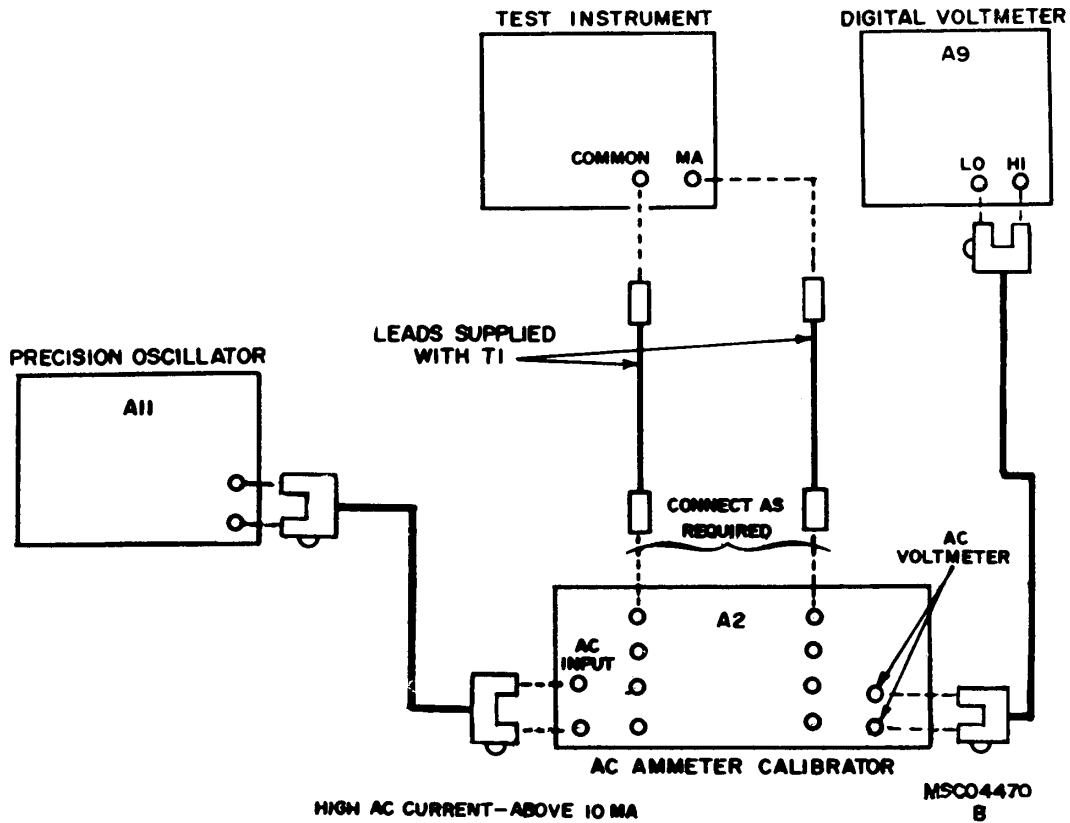 TEST INSTRUMENT
DIGITAL VOLTMETER
A9
COMMON MA
LO HI
LEADS SUPPLIED
WITH TI
PRECISION OSCILLATOR
A11
CONNECT AS
REQUIRED
AC
VOLTMETER
A2
AC
INPUT
AC AMMETER CALIBRATOR
HIGH AC CURRENT-ABOVE 10 MA
MSC04470
B